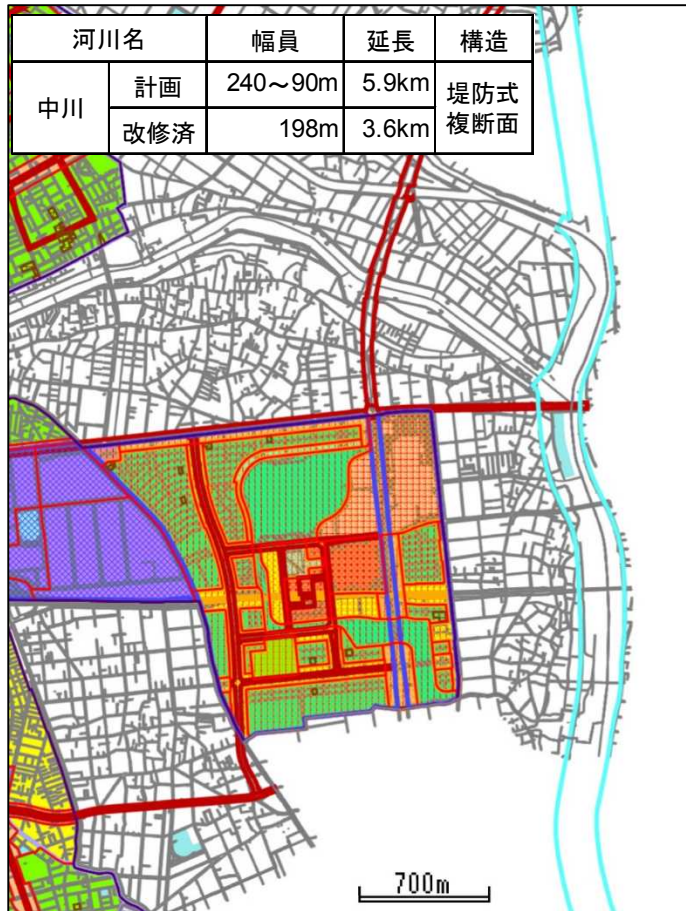 河川名 幅員 延長 構造
中川 計画 240～90m 5.9km 堤防式
複断面
改修済 198m 3.6km
700m